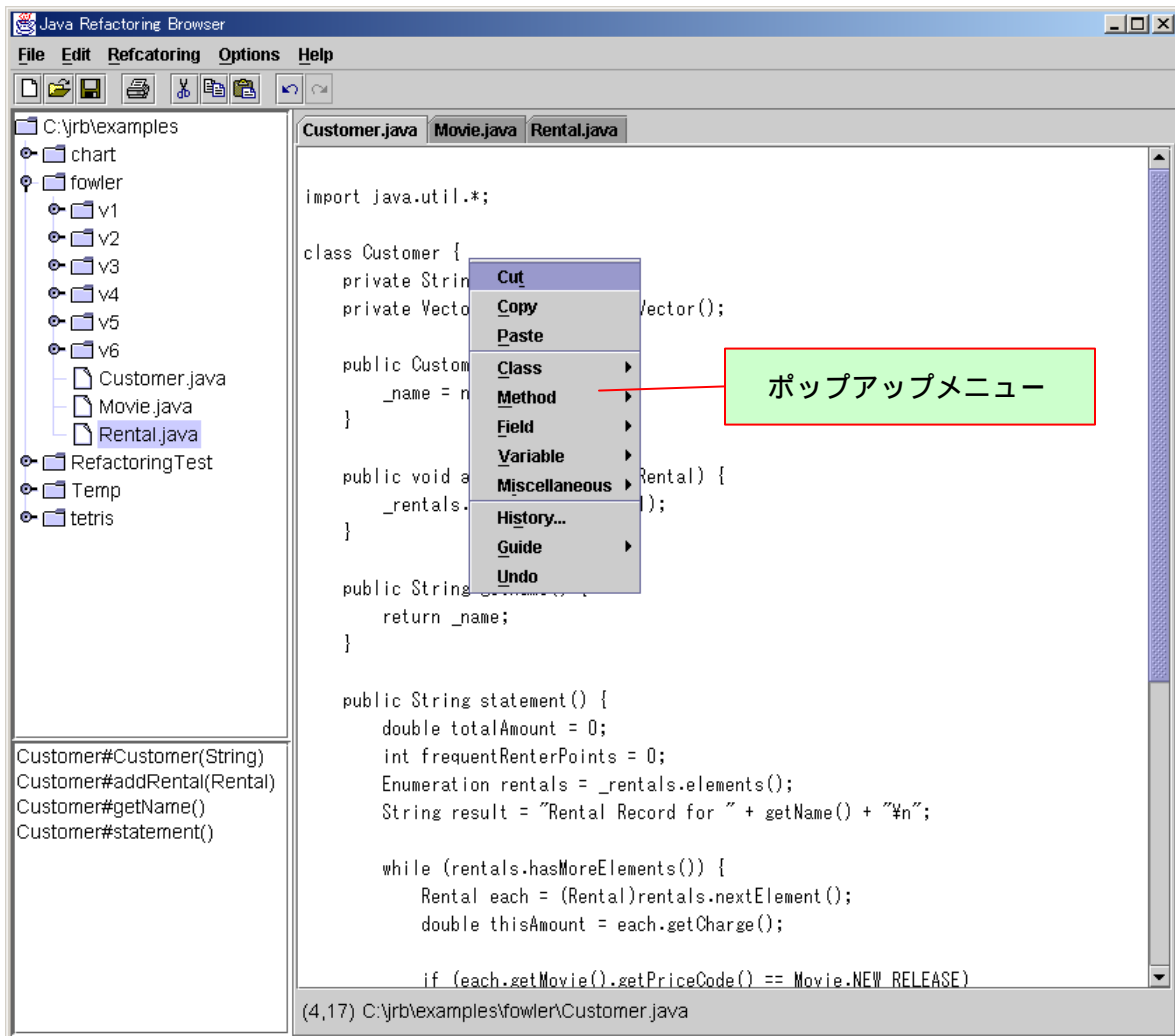 Java Refactoring Browser
File Edit Refcatoring Options Help
C:\jrb\examples
chart
fowler
v1
v2
v3
v4
v5
v6
Customer.java
Movie.java
Rental.java
RefactoringTest
Temp
tetris
Customer#Customer(String)
Customer#addRental(Rental)
Customer#getName()
Customer#statement()
Customer.java Movie.java Rental.java
import java.util.*;
class Customer {
private Strin
private Vecto Vector();
public Custom
_name = n
}
public void a Rental) {
_rentals. );
}
public String getName() {
return _name;
}
public String statement() {
double totalAmount = 0;
int frequentRenterPoints = 0;
Enumeration rentals = _rentals.elements();
String result = "Rental Record for " + getName() + "¥n";
while (rentals.hasMoreElements()) {
Rental each = (Rental)rentals.nextElement();
double thisAmount = each.getCharge();
if (each.getMovie().getPriceCode() == Movie.NEW_RELEASE)
Cut
Copy
Paste
Class
Method
Field
Variable
Miscellaneous
History...
Guide
Undo
ポップアップメニュー
(4,17) C:\jrb\examples\fowler\Customer.java